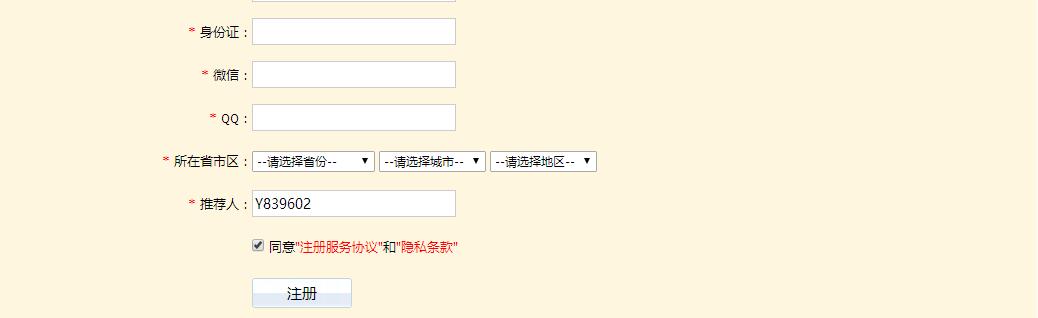 * 身份证：
* 微信：
* QQ：
* 所在省市区： --请选择省份-- --请选择城市-- --请选择地区--
* 推荐人： Y839602
同意"注册服务协议"和"隐私条款"
注册